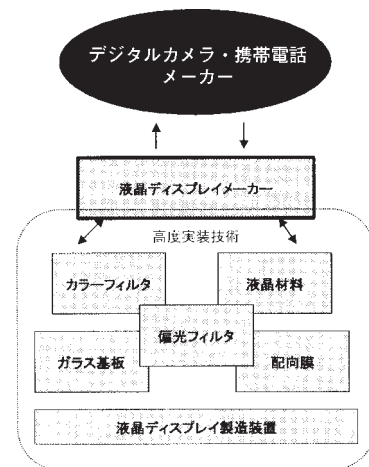 デジタルカメラ・携帯電話
メーカー
液晶ディスプレイメーカー
高度実装技術
カラーフィルタ
液晶材料
偏光フィルタ
ガラス基板
配向膜
液晶ディスプレイ製造装置